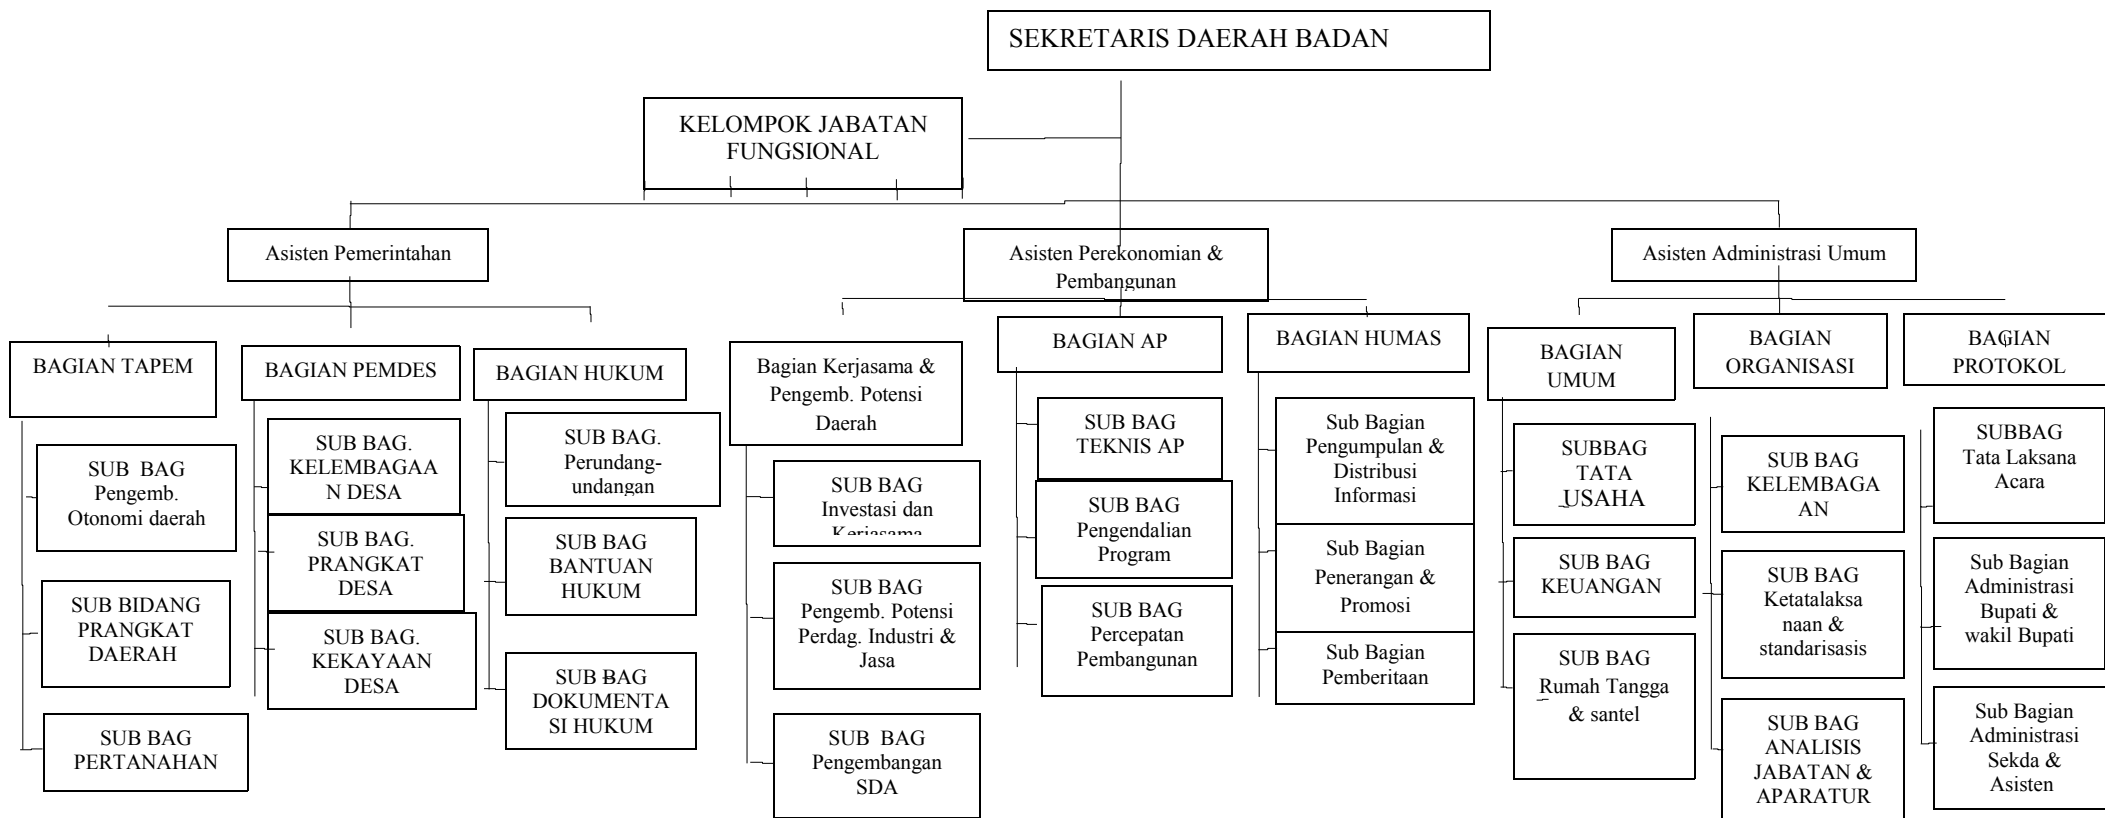 SEKRETARIS DAERAH BADAN
KELOMPOK JABATAN
FUNGSIONAL
Asisten Pemerintahan
Asisten Perekonomian &
Pembangunan
Asisten Administrasi Umum
BAGIAN TAPEM
BAGIAN PEMDES
BAGIAN HUKUM
Bagian Kerjasama &
Pengemb. Potensi
Daerah
BAGIAN AP
BAGIAN HUMAS
BAGIAN
UMUM
BAGIAN
ORGANISASI
BAGIAN
PROTOKOL
SUB  BAG
Pengemb.
Otonomi daerah
SUB BIDANG
PRANGKAT
DAERAH
SUB BAG
PERTANAHAN
SUB BAG.
KELEMBAGAA
N DESA
SUB BAG.
PRANGKAT
DESA
SUB BAG.
KEKAYAAN
DESA
SUB BAG.
Perundang-
undangan
SUB BAG
BANTUAN
HUKUM
SUB BAG
DOKUMENTA
SI HUKUM
SUB BAG
Investasi dan
Kerjasama
SUB BAG
Pengemb. Potensi
Perdag. Industri &
Jasa
SUB  BAG
Pengembangan
SDA
SUB BAG
TEKNIS AP
SUB BAG
Pengendalian
Program
SUB BAG
Percepatan
Pembangunan
Sub Bagian
Pengumpulan &
Distribusi
Informasi
Sub Bagian
Penerangan &
Promosi
Sub Bagian
Pemberitaan
SUBBAG
TATA
USAHA
SUB BAG
KEUANGAN
SUB BAG
Rumah Tangga
& santel
SUB BAG
KELEMBAGA
AN
SUB BAG
Ketatalaksa
naan &
standarisasis
SUB BAG
ANALISIS
JABATAN &
APARATUR
SUBBAG
Tata Laksana
Acara
Sub Bagian
Administrasi
Bupati &
wakil Bupati
Sub Bagian
Administrasi
Sekda &
Asisten